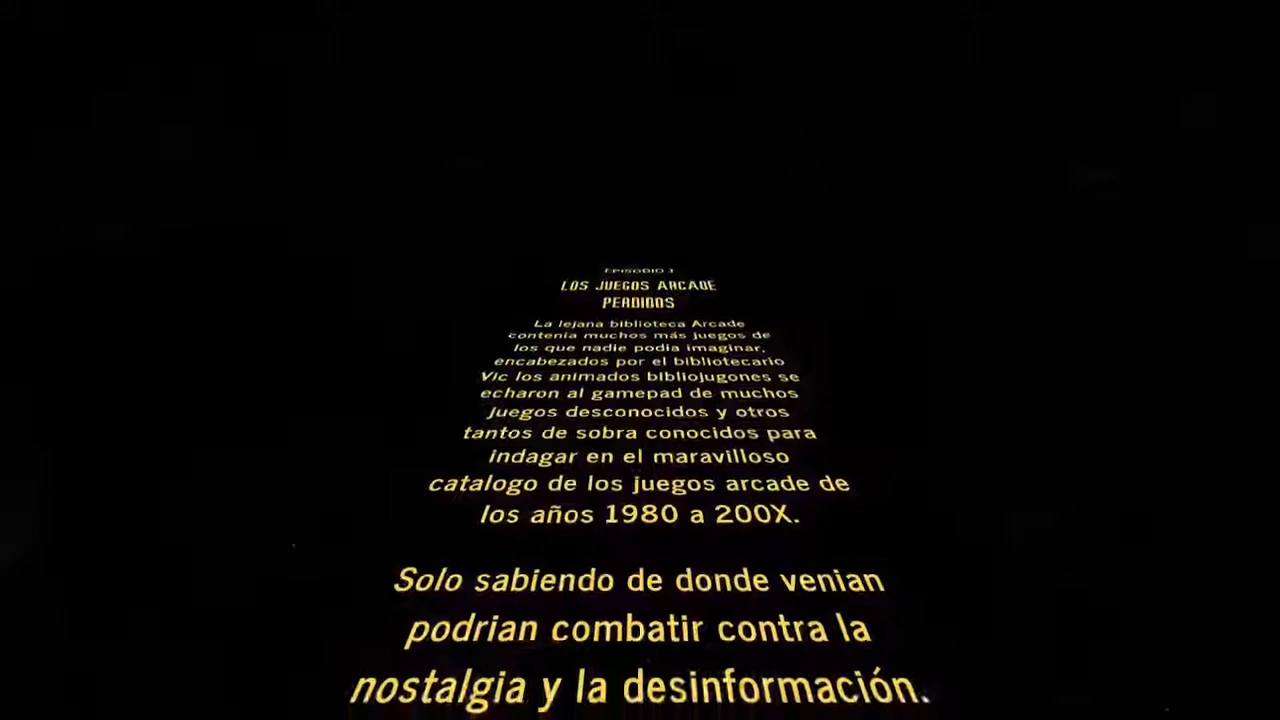 EPISODIO 3
LOS JUEGOS ARCADE
PERDIDOS
La lejana biblioteca Arcade
contenia muchos más juegos de
los que nadie podia imaginar,
encabezados por el bibliotecario
Vic los animados bibliojugones se
echaron al gamepad de muchos
juegos desconocidos y otros
tantos de sobra conocidos para
indagar en el maravilloso
catalogo de los juegos arcade de
los años 1980 a 200X.
Solo sabiendo de donde venian
podrian combatir contra la
nostalgia y la desinformación.